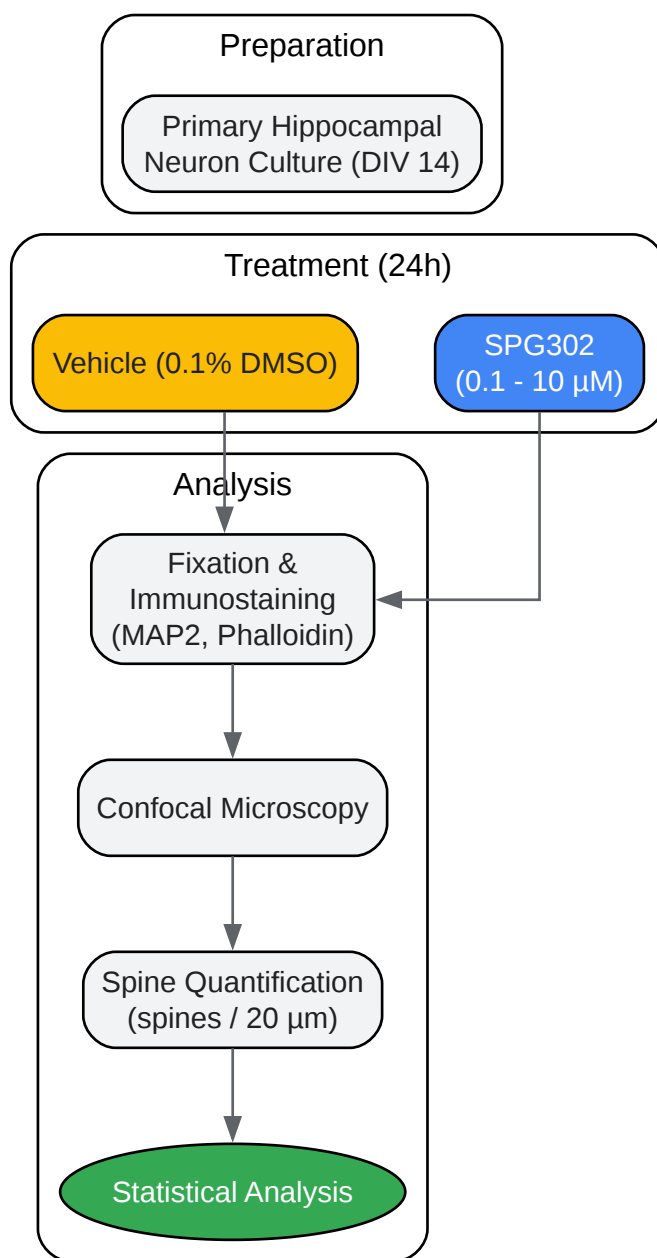 Preparation
Primary Hippocampal
Neuron Culture (DIV 14)
Treatment (24h)
Vehicle (0.1% DMSO)
SPG302
(0.1 - 10 µM)
Analysis
Fixation &
Immunostaining
(MAP2, Phalloidin)
Confocal Microscopy
Spine Quantification
(spines / 20 µm)
Statistical Analysis